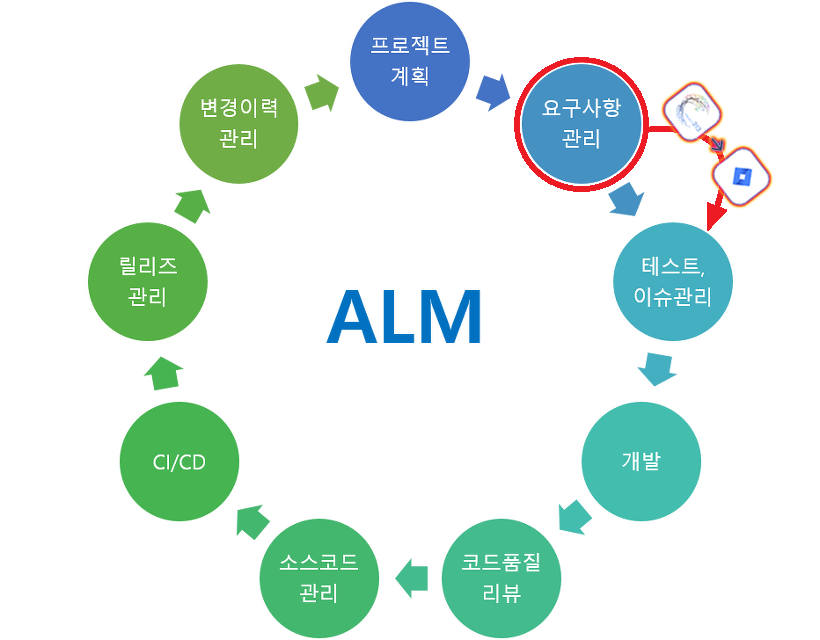 프로젝트
계획
요구사항
관리
테스트,
이슈관리
개발
코드품질
리뷰
소스코드
관리
CI/CD
릴리즈
관리
변경이력
관리
ALM